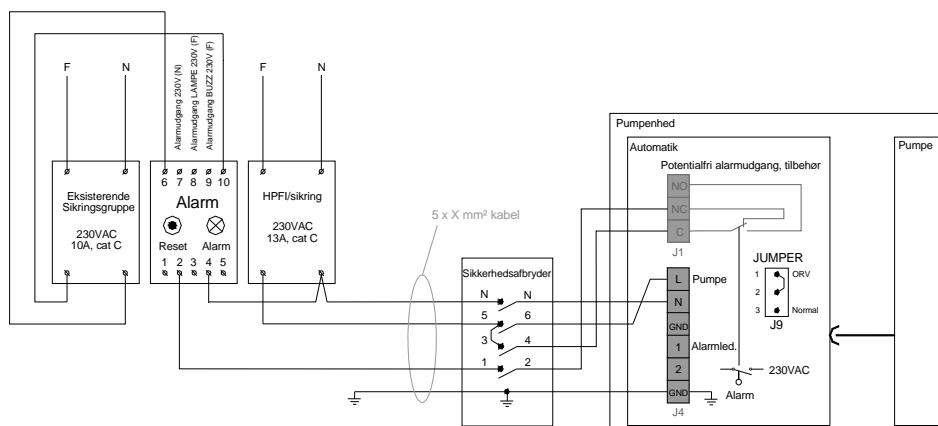 F
N
Alarmudgang 230V (N)
Alarmudgang LAMPE 230V (F)
Alarmudgang BUZZ 230V (F)
F
N
Eksisterende
Sikringsgruppe
230VAC
10A, cat C
6 7 8 9 10
Alarm
Reset Alarm
1 2 3 4 5
HPFI/sikring
230VAC
13A, cat C
5 x X mm² kabel
Sikkerhedsafbryder
N N
5 6
3 4
1 2
Pumpenhed
Automatik
Potentialfri alarmudgang, tilbehør
NO
NC
C
J1
L Pumpe
N
GND
1 Alarmled.
2
GND
J4
JUMPER
1 ORV
2
3 Normal
J9
230VAC
Alarm
Pumpe